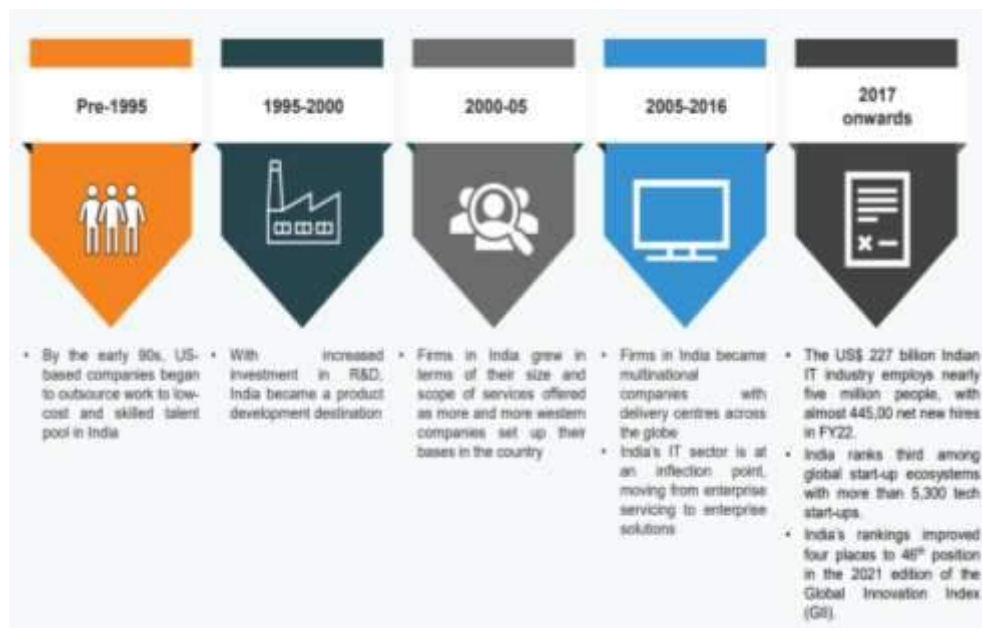 Pre-1995
1995-2000
2000-05
2005-2016
2017
onwards
• By the early 90s, US-
based companies began
to outsource work to low-
cost and skilled talent
pool in India
• With increased
investment in R&D,
India became a product
development destination
• Firms in India grew in
terms of their size and
scope of services offered
as more and more western
companies set up their
bases in the country
• Firms in India became
multinational
companies with
delivery centres across
the globe
• India's IT sector is at
an inflection point,
moving from enterprise
servicing to enterprise
solutions
• The US$ 227 billion Indian
IT industry employs nearly
five million people, with
almost 445,00 net new hires
in FY22.
• India ranks third among
global start-up ecosystems
with more than 5,300 tech
start-ups.
• India's rankings improved
four places to 46th position
in the 2021 edition of the
Global Innovation Index
(GII).